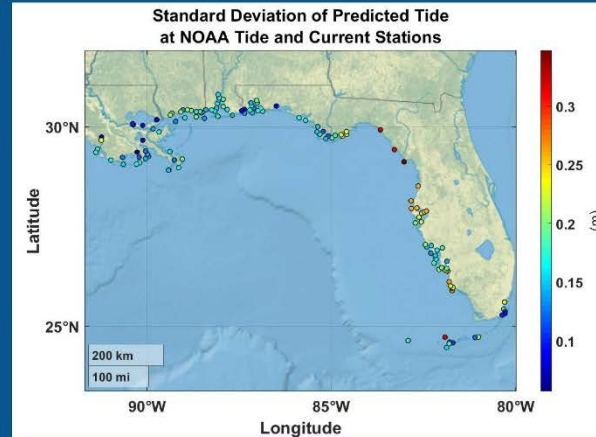 Standard Deviation of Predicted Tide
at NOAA Tide and Current Stations
30°N
25°N
Latitude
200 km
100 mi
90°W
85°W
80°W
Longitude
0.3
0.25
0.2
0.15
0.1
(m)